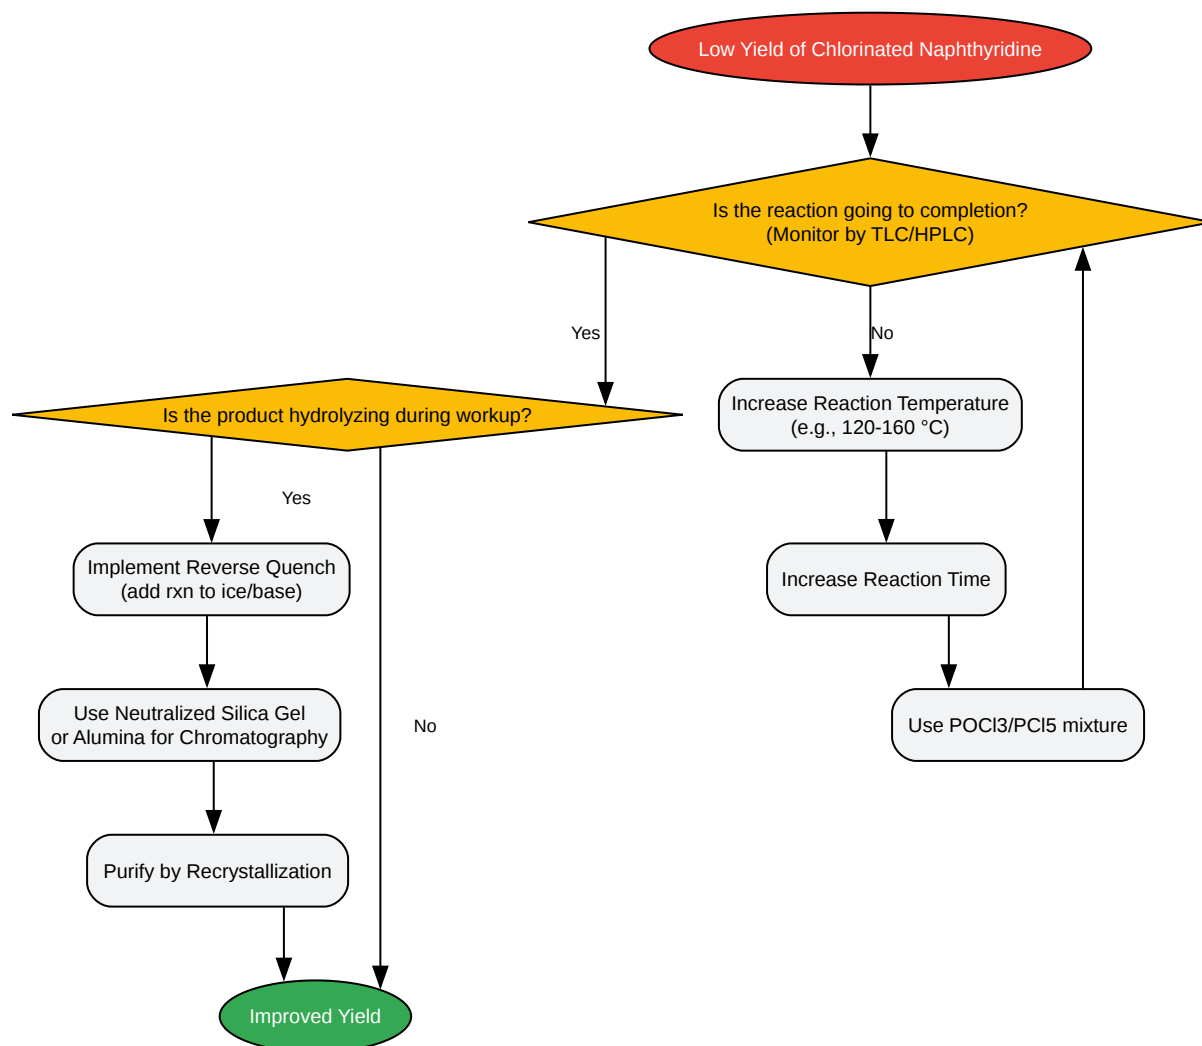 Low Yield of Chlorinated Naphthyridine
Is the reaction going to completion?
(Monitor by TLC/HPLC)
Yes
No
Is the product hydrolyzing during workup?
Increase Reaction Temperature
(e.g., 120-160 °C)
Yes
Implement Reverse Quench
(add rxn to ice/base)
Increase Reaction Time
Use Neutralized Silica Gel
or Alumina for Chromatography
No
Use POCl3/PCl5 mixture
Purify by Recrystallization
Improved Yield